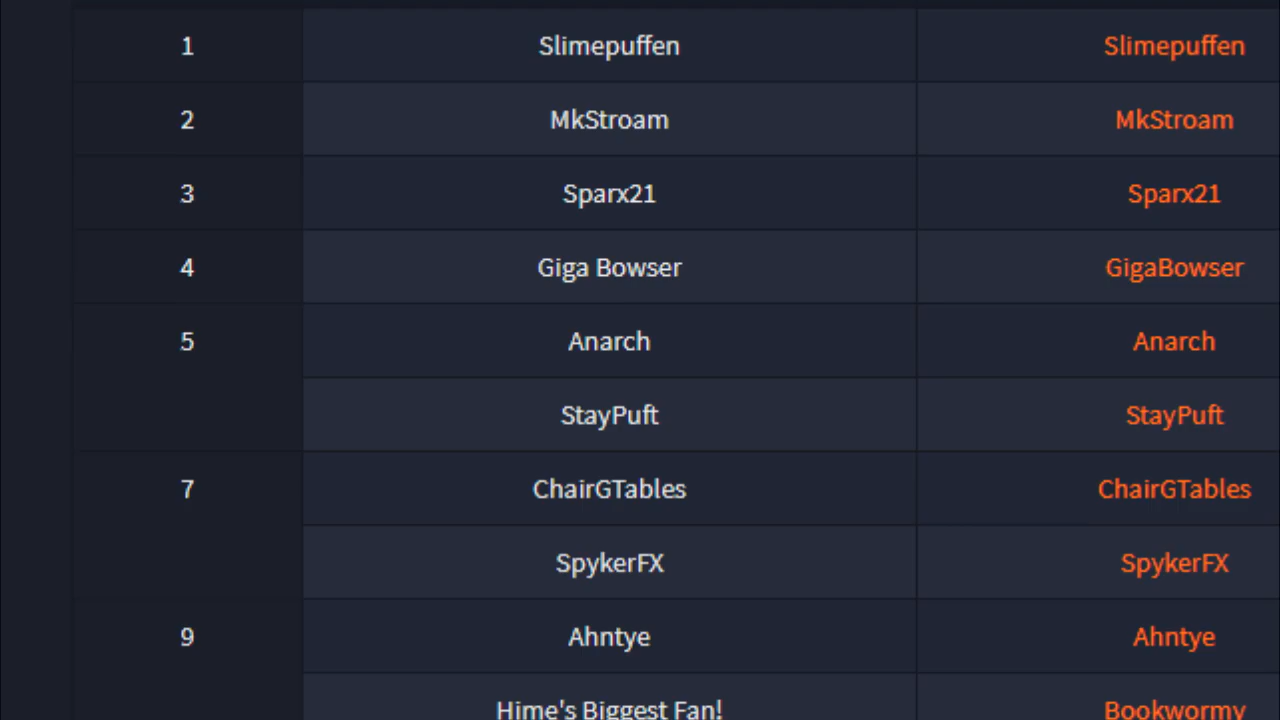 1 Slimepuffen Slimepuffen
2 MkStroam MkStroam
3 Sparx21 Sparx21
4 Giga Bowser GigaBowser
5 Anarch Anarch
StayPuft StayPuft
7 ChairGTables ChairGTables
SpykerFX SpykerFX
9 Ahntye Ahntye
Hime's Biggest Fan! Bookwormy